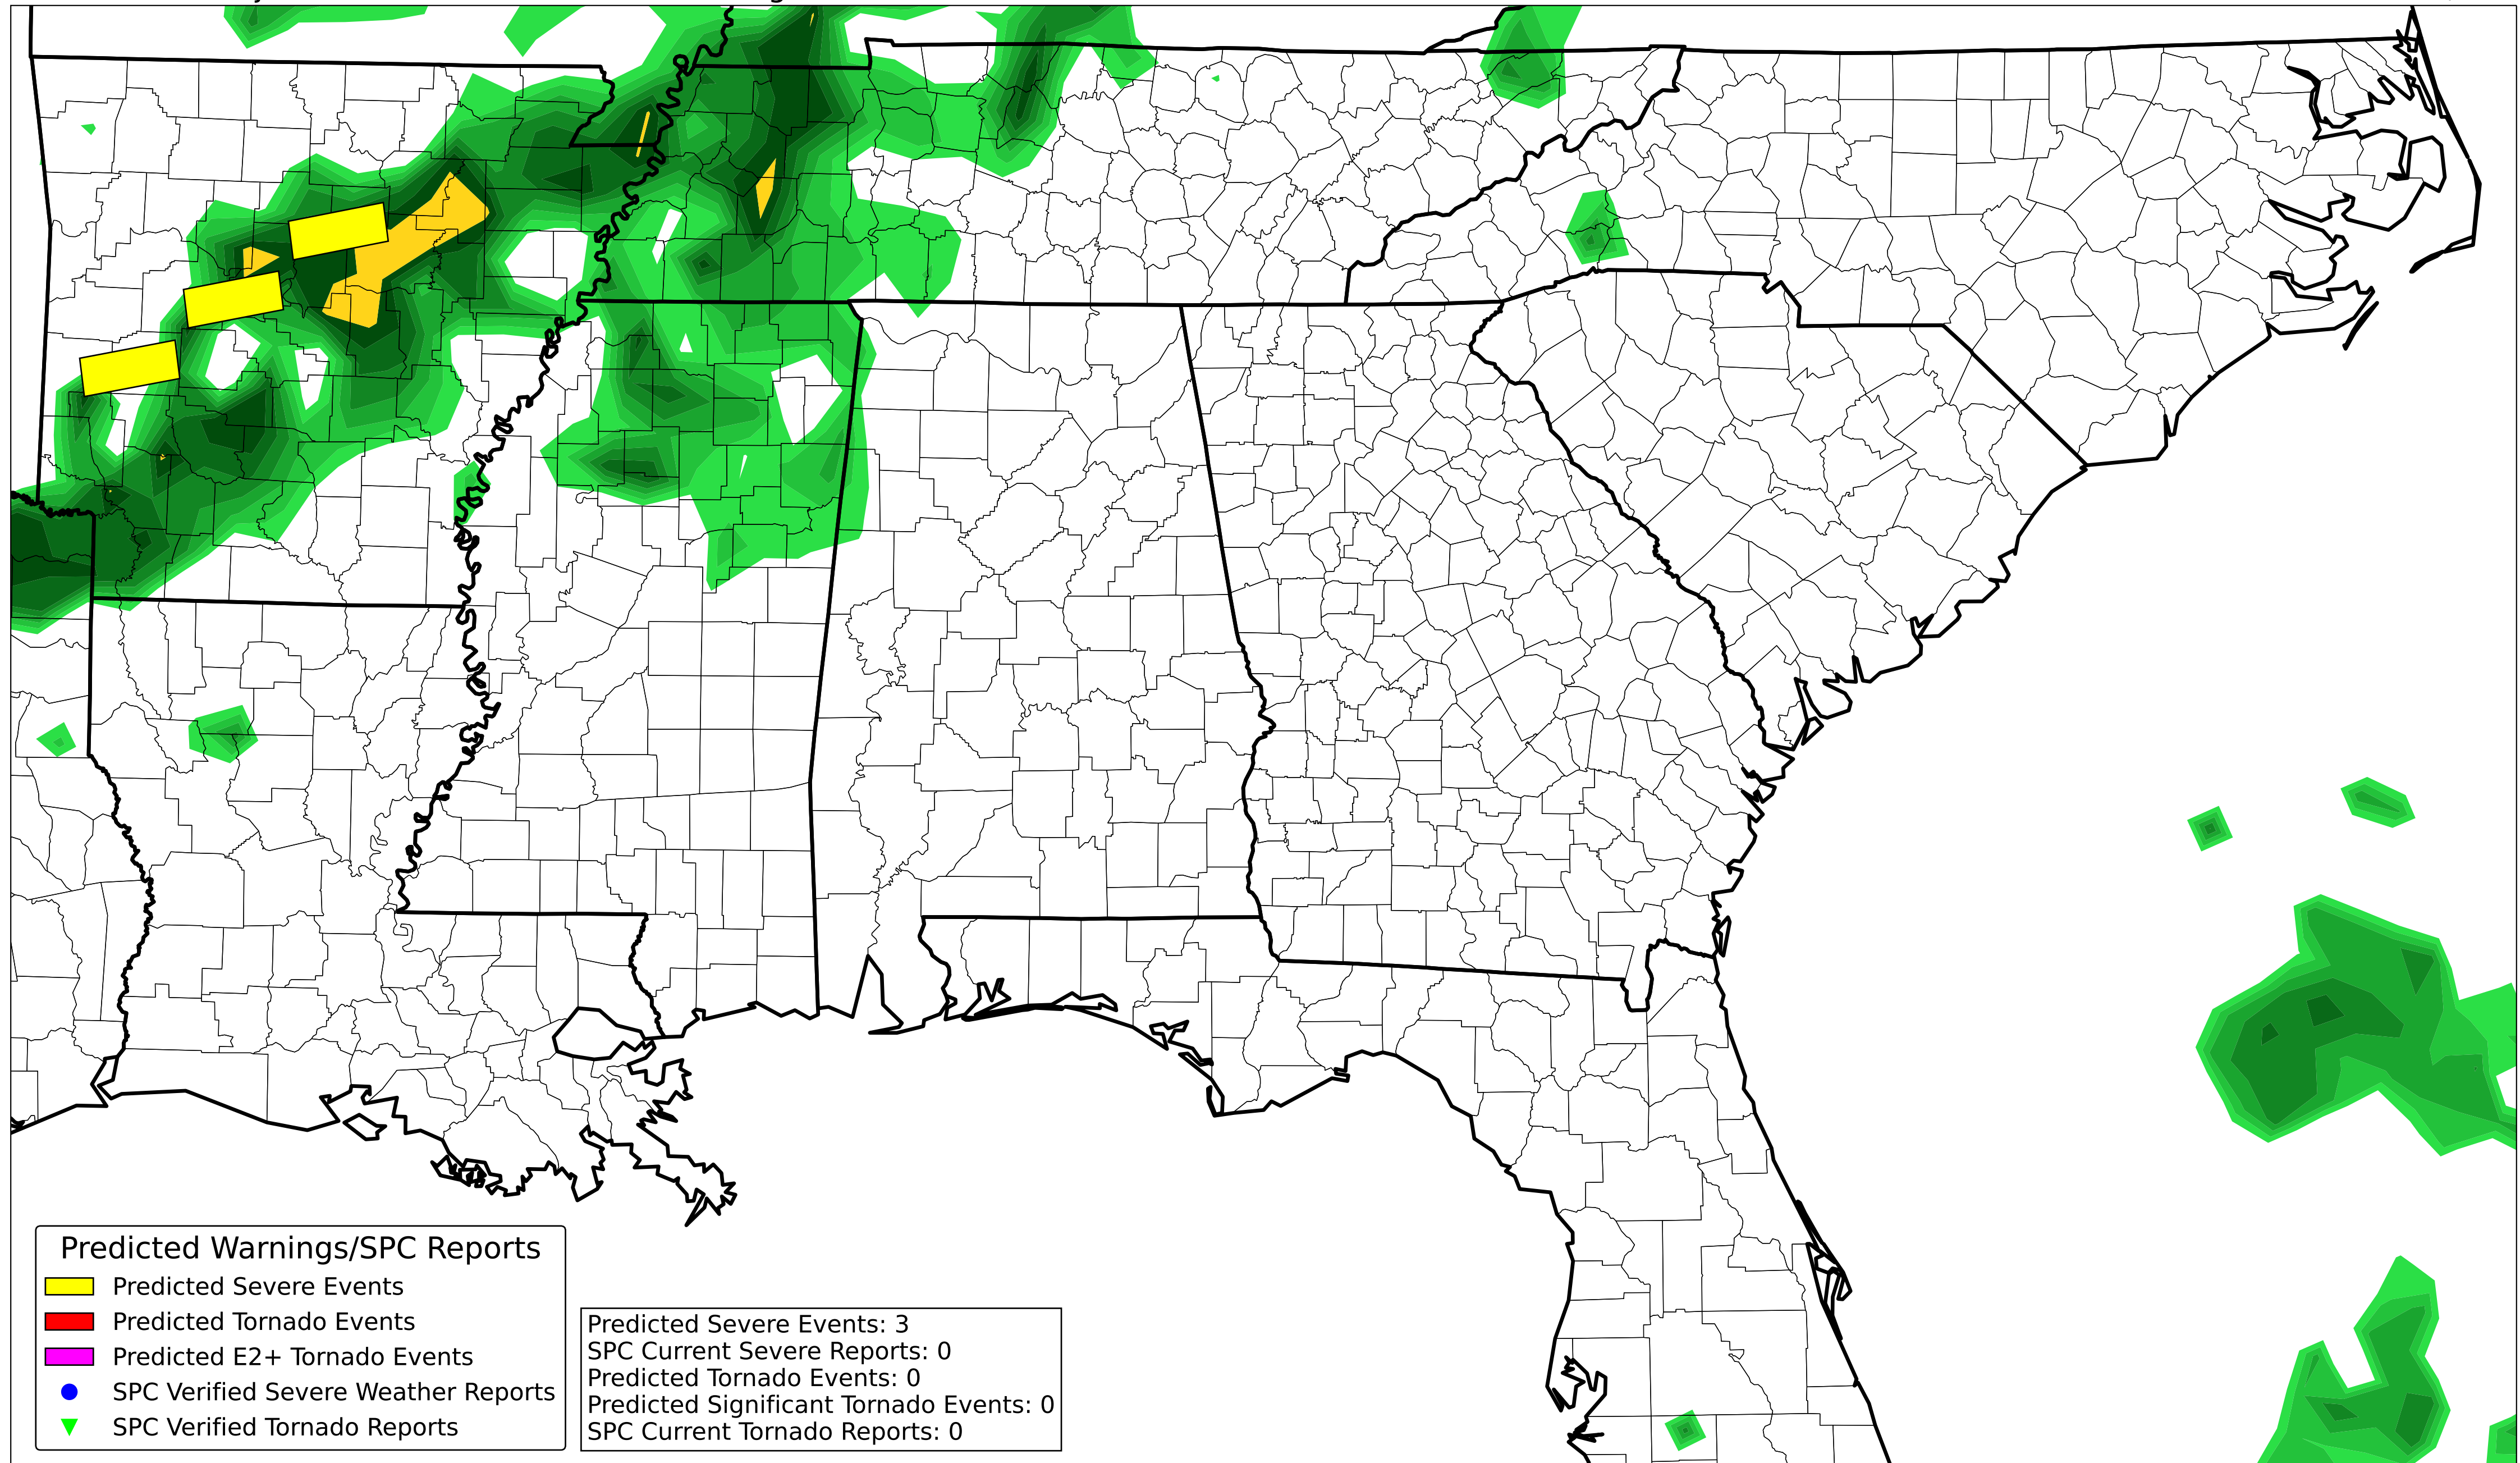 Predicted Warnings/SPC Reports
Predicted Severe Events
Predicted Tornado Events
Predicted E2+ Tornado Events
SPC Verified Severe Weather Reports
SPC Verified Tornado Reports
Predicted Severe Events: 3
SPC Current Severe Reports: 0
Predicted Tornado Events: 0
Predicted Significant Tornado Events: 0
SPC Current Tornado Reports: 0